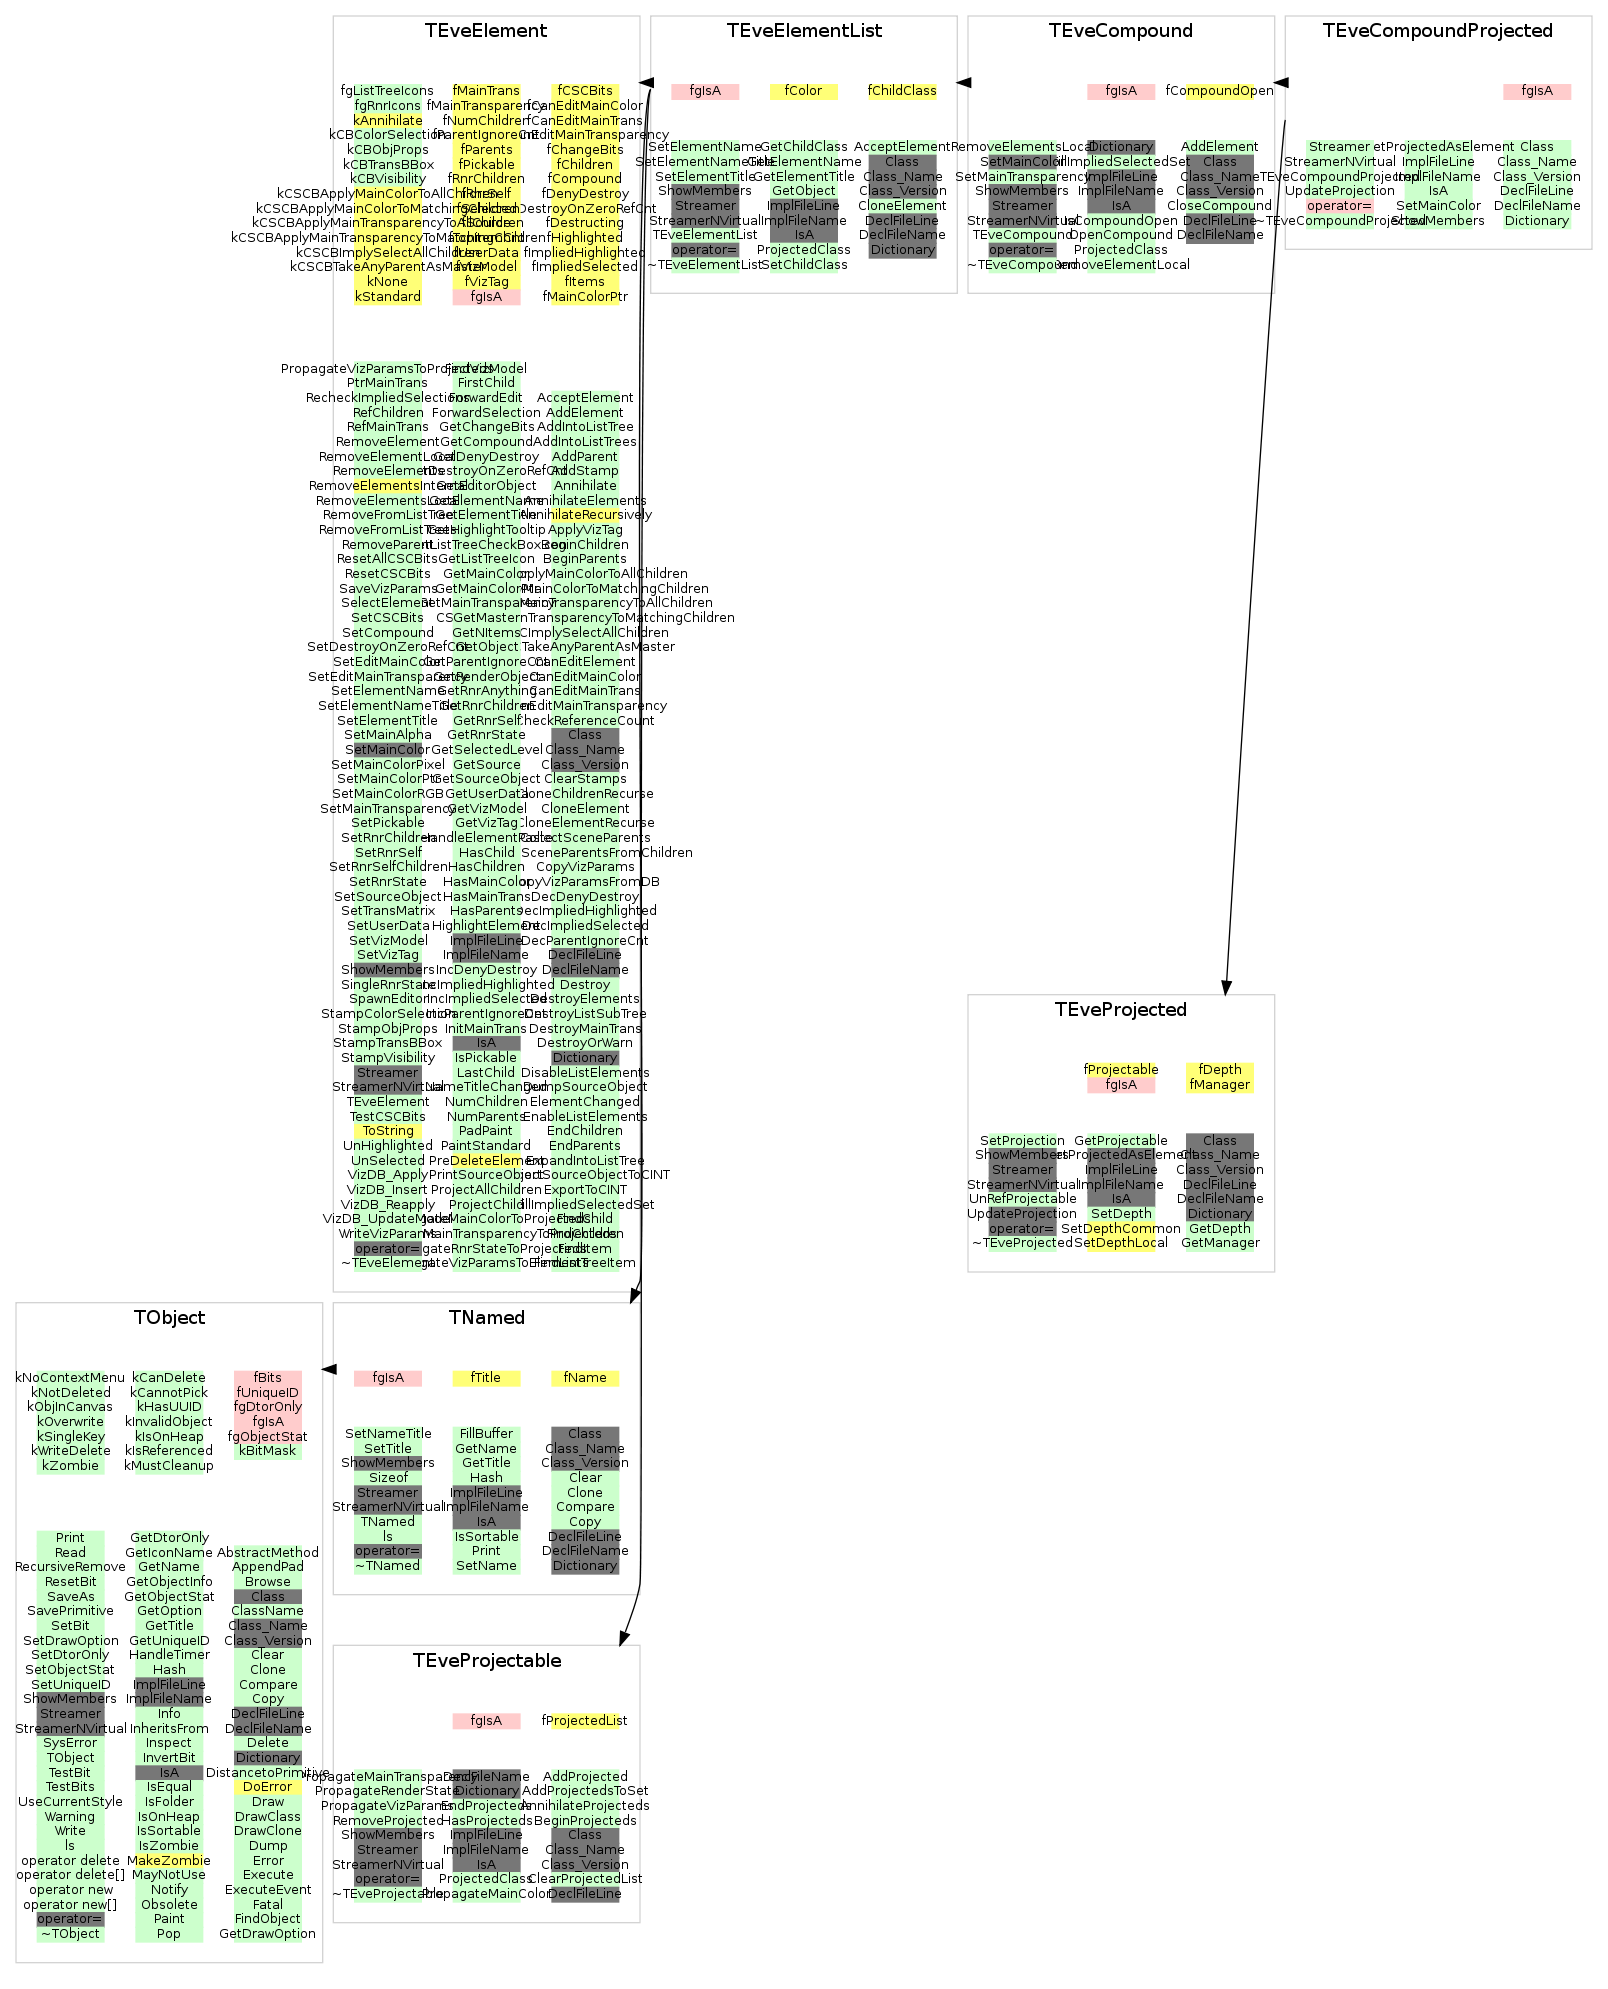 TEveElement
fgListTreeIcons fMainTrans fCSCBits
fgRnrIcons fMainTransparency fCanEditMainColor
kAnnihilate fNumChildren fCanEditMainTrans
kCBColorSelection fParentIgnoreCnt EditMainTransparency
kCBObjProps fParents fChangeBits
kCBTransBBox fPickable fChildren
kCBVisibility fRnrChildren fCompound
kCSCBApplyMainColorToAllChildren fRnrSelf fDenyDestroy
kCSCBApplyMainColorToMatchingChildren fSelected DestroyOnZeroRefCnt
kCSCBApplyMainTransparencyToAllChildren fSource fDestructing
kCSCBApplyMainTransparencyToMatchingChildren fTopItemCnt fHighlighted
kCSCBImplySelectAllChildren fUserData fImpliedHighlighted
kCSCBTakeAnyParentAsMaster fVizModel fImpliedSelected
kNone fVizTag fItems
kStandard fgIsA fMainColorPtr
PropagateVizParamsToProjecteds FindVizModel
PtrMainTrans FirstChild
RecheckImpliedSelections ForwardEdit AcceptElement
RefChildren ForwardSelection AddElement
RefMainTrans GetChangeBits AddIntoListTree
RemoveElement GetCompound AddIntoListTrees
RemoveElementLocal GetDenyDestroy AddParent
RemoveElements DestroyOnZeroRefCnt AddStamp
RemoveElementsInternal GetEditorObject Annihilate
RemoveElementsLocal GetElementName AnnihilateElements
RemoveFromListTree GetElementTitle AnnihilateRecursively
RemoveFromListTrees GetHighlightTooltip ApplyVizTag
RemoveParent ListTreeCheckBoxIcon BeginChildren
ResetAllCSCBits GetListTreeIcon BeginParents
ResetCSCBits GetMainColor plyMainColorToAllChildren
SaveVizParams GetMainColorPtr MainColorToMatchingChildren
SelectElement GetMainTransparency MainTransparencyToAllChildren
SetCSCBits CSGetMaster nTransparencyToMatchingChildren
SetCompound GetNItems CImplySelectAllChildren
SetDestroyOnZeroRefCnt GetObject TakeAnyParentAsMaster
SetEditMainColor GetParentIgnoreCnt CanEditElement
SetEditMainTransparency GetRenderObject CanEditMainColor
SetElementName GetRnrAnything CanEditMainTrans
SetElementNameTitle GetRnrChildren nEditMainTransparency
SetElementTitle GetRnrSelf CheckReferenceCount
SetMainAlpha GetRnrState Class
SetMainColor GetSelectedLevel Class_Name
SetMainColorPixel GetSource Class_Version
SetMainColorPtr GetSourceObject ClearStamps
SetMainColorRGB GetUserData CloneChildrenRecurse
SetMainTransparency GetVizModel CloneElement
SetPickable GetVizTag CloneElementRecurse
SetRnrChildren HandleElementPaste CollectSceneParents
SetRnrSelf HasChild SceneParentsFromChildren
SetRnrSelfChildren HasChildren CopyVizParams
SetRnrState HasMainColor opyVizParamsFromDB
SetSourceObject HasMainTrans DecDenyDestroy
SetTransMatrix HasParents DecImpliedHighlighted
SetUserData HighlightElement DecImpliedSelected
SetVizModel ImplFileLine DecParentIgnoreCnt
SetVizTag ImplFileName DeclFileLine
ShowMembers IncDenyDestroy DeclFileName
SingleRnrState IncImpliedHighlighted Destroy
SpawnEditor IncImpliedSelected DestroyElements
StampColorSelection IncParentIgnoreCnt DestroyListSubTree
StampObjProps InitMainTrans DestroyMainTrans
StampTransBBox IsA DestroyOrWarn
StampVisibility IsPickable Dictionary
Streamer LastChild DisableListElements
StreamerNVirtual NameTitleChanged DumpSourceObject
TEveElement NumChildren ElementChanged
TestCSCBits NumParents EnableListElements
ToString PadPaint EndChildren
UnHighlighted PaintStandard EndParents
UnSelected PreDeleteElement ExpandIntoListTree
VizDB_Apply PrintSourceObject ortSourceObjectToCINT
VizDB_Insert ProjectAllChildren ExportToCINT
VizDB_Reapply ProjectChild FillImpliedSelectedSet
VizDB_UpdateModel gateMainColorToProjecteds FindChild
WriteVizParams MainTransparencyToProjecteds FindChildren
operator= gateRnrStateToProjecteds FindItem
~TEveElement gateVizParamsToElements FindListTreeItem
TEveElementList
fgIsA fColor fChildClass
SetElementName GetChildClass AcceptElement
SetElementNameTitle GetElementName Class
SetElementTitle GetElementTitle Class_Name
ShowMembers GetObject Class_Version
Streamer ImplFileLine CloneElement
StreamerNVirtual ImplFileName DeclFileLine
TEveElementList IsA DeclFileName
operator= ProjectedClass Dictionary
~TEveElementList SetChildClass
TEveCompound
fgIsA fCompoundOpen
RemoveElementsLocal Dictionary AddElement
SetMainColor FillImpliedSelectedSet Class
SetMainTransparency ImplFileLine Class_Name
ShowMembers ImplFileName Class_Version
Streamer IsA CloseCompound
StreamerNVirtual IsCompoundOpen DeclFileLine
TEveCompound OpenCompound DeclFileName
operator= ProjectedClass
~TEveCompound RemoveElementLocal
TEveCompoundProjected
fgIsA
Streamer etProjectedAsElement Class
StreamerNVirtual ImplFileLine Class_Name
TEveCompoundProjected ImplFileName Class_Version
UpdateProjection IsA DeclFileLine
operator= SetMainColor DeclFileName
~TEveCompoundProjected ShowMembers Dictionary
TEveProjected
fProjectable fDepth
fgIsA fManager
SetProjection GetProjectable Class
ShowMembers etProjectedAsElement Class_Name
Streamer ImplFileLine Class_Version
StreamerNVirtual ImplFileName DeclFileLine
UnRefProjectable IsA DeclFileName
UpdateProjection SetDepth Dictionary
operator= SetDepthCommon GetDepth
~TEveProjected SetDepthLocal GetManager
TObject
kNoContextMenu kCanDelete fBits
kNotDeleted kCannotPick fUniqueID
kObjInCanvas kHasUUID fgDtorOnly
kOverwrite kInvalidObject fgIsA
kSingleKey kIsOnHeap fgObjectStat
kWriteDelete kIsReferenced kBitMask
kZombie kMustCleanup
Print GetDtorOnly
Read GetIconName AbstractMethod
RecursiveRemove GetName AppendPad
ResetBit GetObjectInfo Browse
SaveAs GetObjectStat Class
SavePrimitive GetOption ClassName
SetBit GetTitle Class_Name
SetDrawOption GetUniqueID Class_Version
SetDtorOnly HandleTimer Clear
SetObjectStat Hash Clone
SetUniqueID ImplFileLine Compare
ShowMembers ImplFileName Copy
Streamer Info DeclFileLine
StreamerNVirtual InheritsFrom DeclFileName
SysError Inspect Delete
TObject InvertBit Dictionary
TestBit IsA DistancetoPrimitive
TestBits IsEqual DoError
UseCurrentStyle IsFolder Draw
Warning IsOnHeap DrawClass
Write IsSortable DrawClone
ls IsZombie Dump
operator delete MakeZombie Error
operator delete[] MayNotUse Execute
operator new Notify ExecuteEvent
operator new[] Obsolete Fatal
operator= Paint FindObject
~TObject Pop GetDrawOption
TNamed
fgIsA fTitle fName
SetNameTitle FillBuffer Class
SetTitle GetName Class_Name
ShowMembers GetTitle Class_Version
Sizeof Hash Clear
Streamer ImplFileLine Clone
StreamerNVirtual ImplFileName Compare
TNamed IsA Copy
ls IsSortable DeclFileLine
operator= Print DeclFileName
~TNamed SetName Dictionary
TEveProjectable
fgIsA fProjectedList
PropagateMainTransparency DeclFileName AddProjected
PropagateRenderState Dictionary AddProjectedsToSet
PropagateVizParams EndProjecteds AnnihilateProjecteds
RemoveProjected HasProjecteds BeginProjecteds
ShowMembers ImplFileLine Class
Streamer ImplFileName Class_Name
StreamerNVirtual IsA Class_Version
operator= ProjectedClass ClearProjectedList
~TEveProjectable PropagateMainColor DeclFileLine